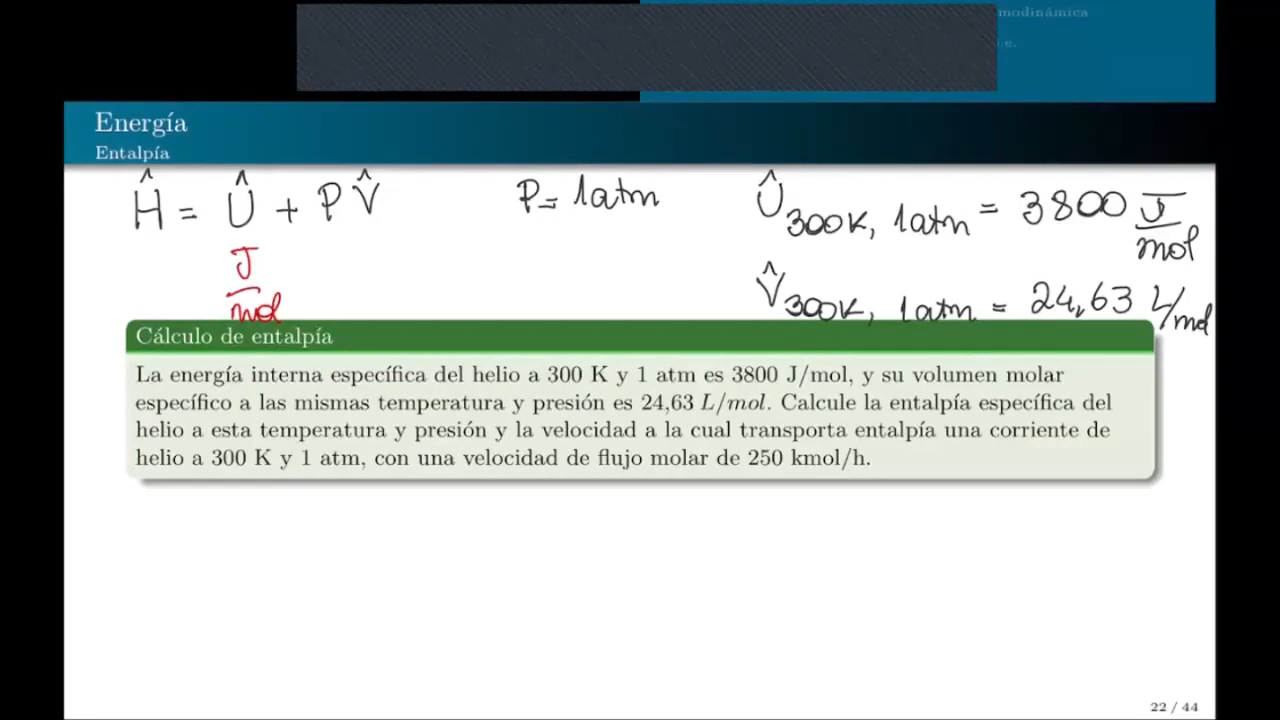 modinámica
Energía
Entalpía
Ĥ = Û + P V̂
J
mol
P = 1atm
Û 300K, 1atm = 3800 J/mol
V̂ 300K, 1atm = 24,63 L/mol
Cálculo de entalpía
La energía interna específica del helio a 300 K y 1 atm es 3800 J/mol, y su volumen molar
específico a las mismas temperatura y presión es 24,63 L/mol. Calcule la entalpía específica del
helio a esta temperatura y presión y la velocidad a la cual transporta entalpía una corriente de
helio a 300 K y 1 atm, con una velocidad de flujo molar de 250 kmol/h.
22 / 44